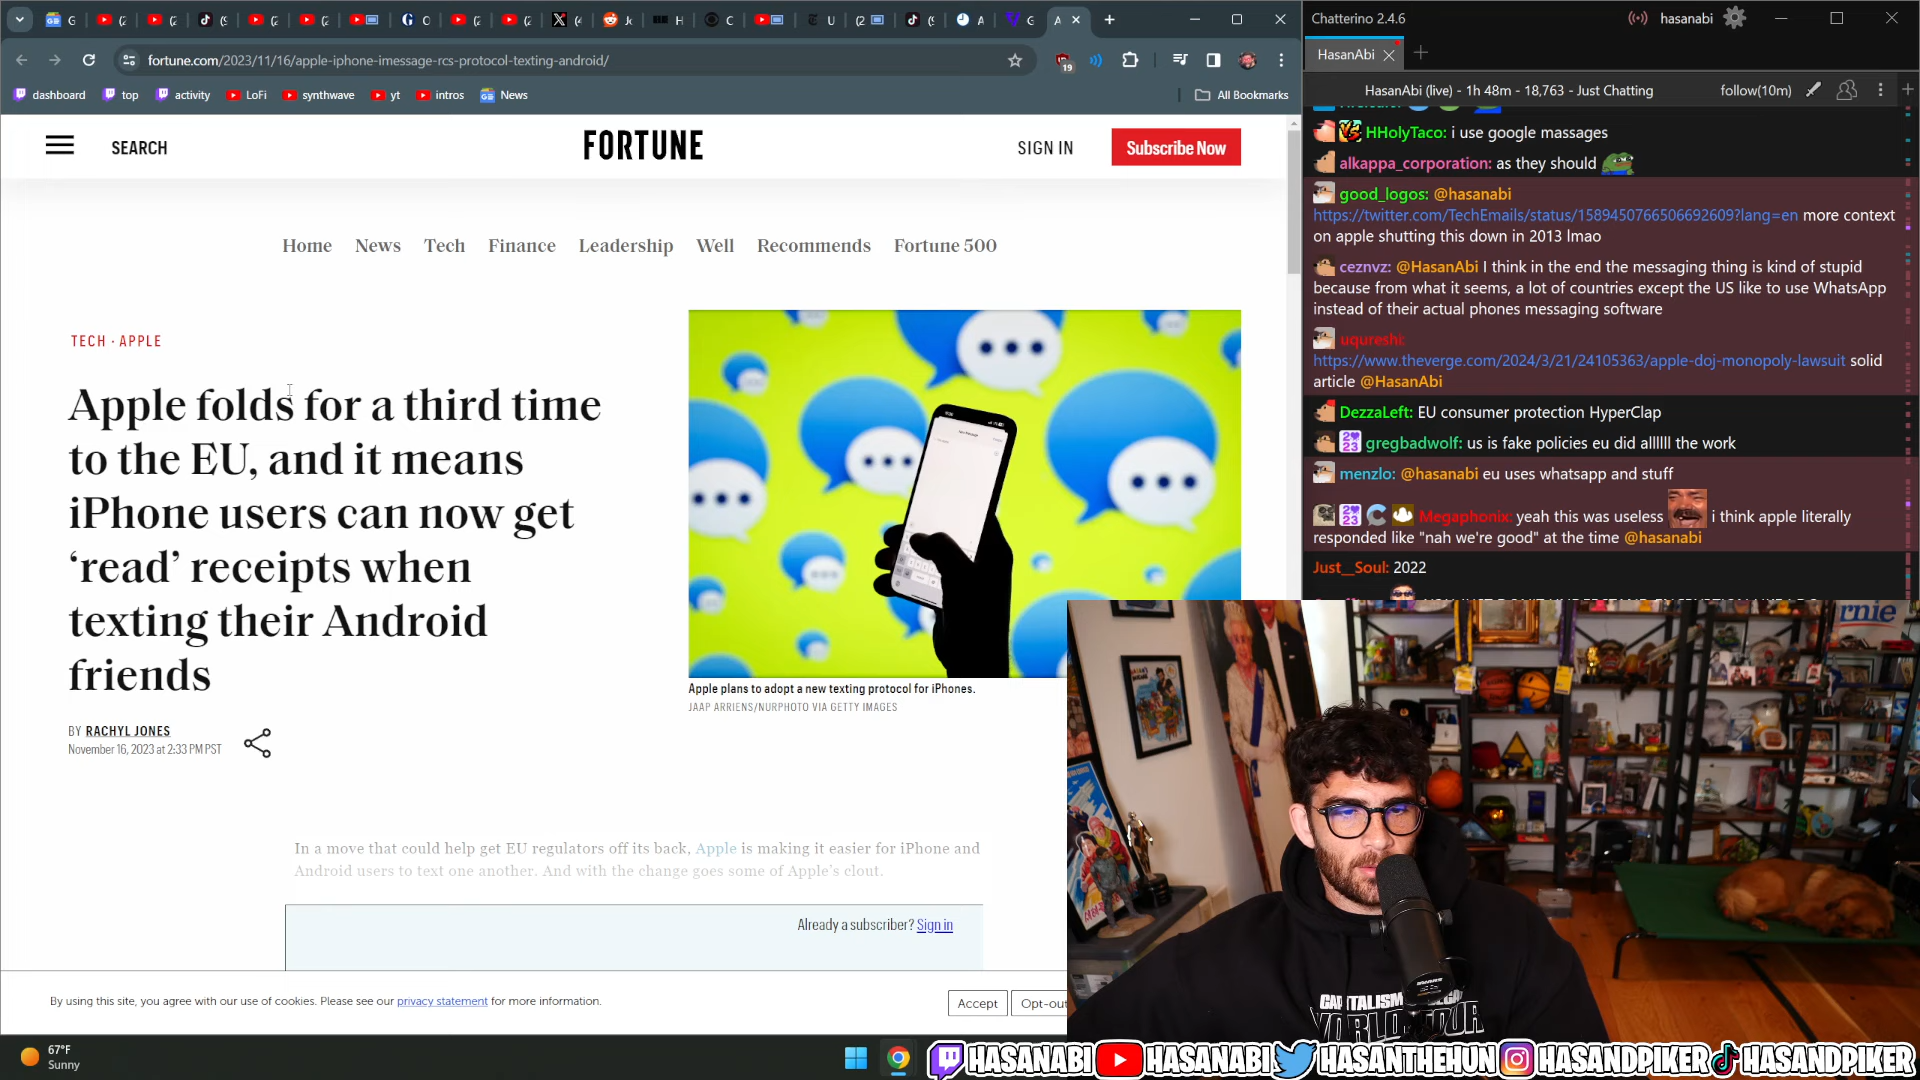 fortune.com/2023/11/16/apple-iphone-imessage-rcs-protocol-texting-android/
19
dashboard
top
activity
LoFi
synthwave
yt
intros
News
All Bookmarks
SEARCH
FORTUNE
SIGN IN
Subscribe Now
Home News Tech Finance Leadership Well Recommends Fortune 500
TECH · APPLE
Apple folds for a third time
to the EU, and it means
iPhone users can now get
‘read’ receipts when
texting their Android
friends
BY RACHYL JONES
November 16, 2023 at 2:33 PM PST
Apple plans to adopt a new texting protocol for iPhones.
JAAP ARRIENS/NURPHOTO VIA GETTY IMAGES
In a move that could help get EU regulators off its back, Apple is making it easier for iPhone and
Android users to text one another. And with the change goes some of Apple’s clout.
Already a subscriber? Sign in
By using this site, you agree with our use of cookies. Please see our privacy statement for more information.
Accept
Opt-out
67°F
Sunny
Chatterino 2.4.6
hasanabi
HasanAbi
HasanAbi (live) - 1h 48m - 18,763 - Just Chatting
follow(10m)
HHolyTaco: i use google massages
alkappa_corporation: as they should
good_logos: @hasanabi
https://twitter.com/TechEmails/status/1589450766506692609?lang=en more context
on apple shutting this down in 2013 lmao
ceznvz: @HasanAbi I think in the end the messaging thing is kind of stupid
because from what it seems, a lot of countries except the US like to use WhatsApp
instead of their actual phones messaging software
uqureshi:
https://www.theverge.com/2024/3/21/24105363/apple-doj-monopoly-lawsuit solid
article @HasanAbi
DezzaLeft: EU consumer protection HyperClap
gregbadwolf: us is fake policies eu did allllll the work
menzlo: @hasanabi eu uses whatsapp and stuff
Megaphonix: yeah this was useless i think apple literally
responded like "nah we're good" at the time @hasanabi
Just__Soul: 2022
rnie
HASANABI HASANABI HASANTHEHUN HASANDPIKER HASANDPIKER